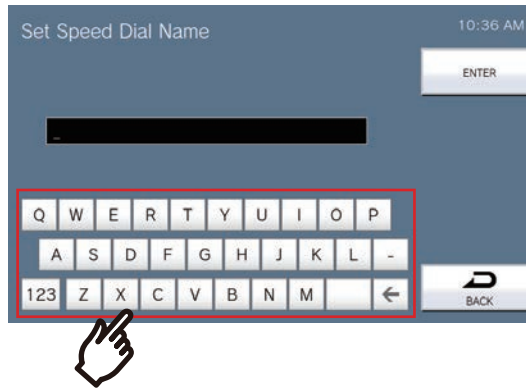 Set Speed Dial Name
10:36 AM
ENTER
_
Q W E R T Y U I O P
A S D F G H J K L -
123 Z X C V B N M ←
BACK